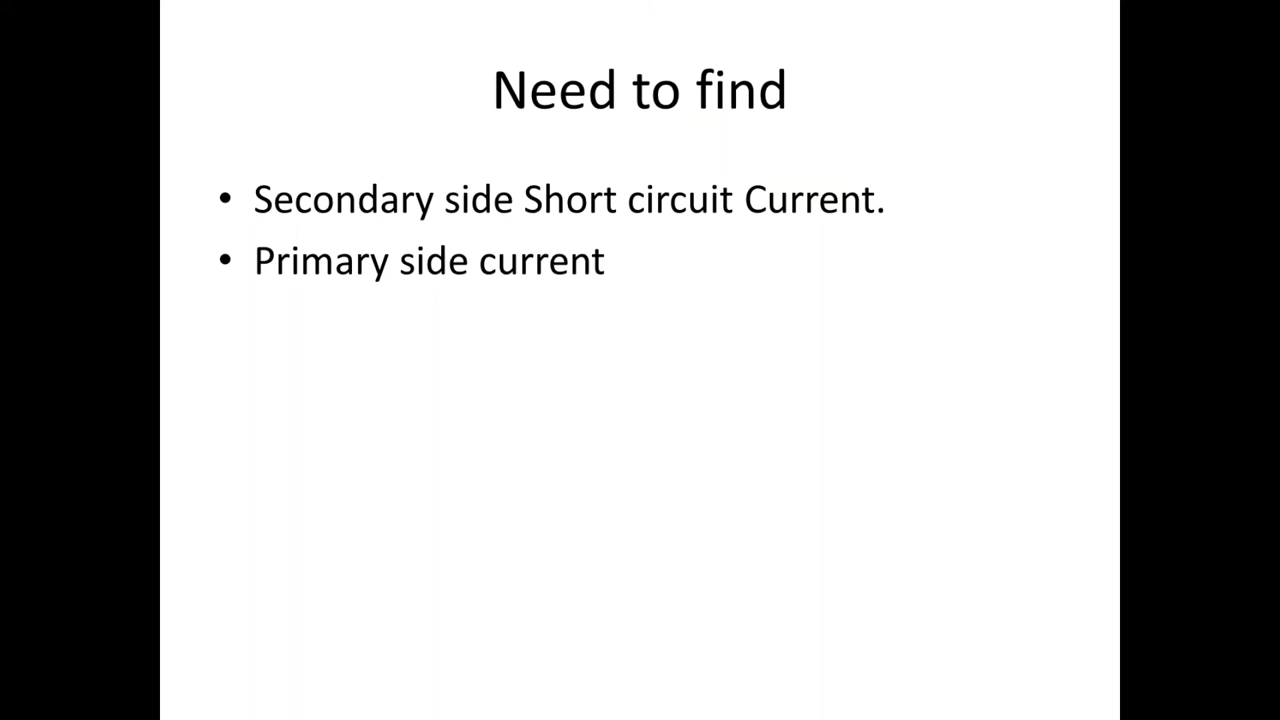 Need to find
• Secondary side Short circuit Current.
• Primary side current